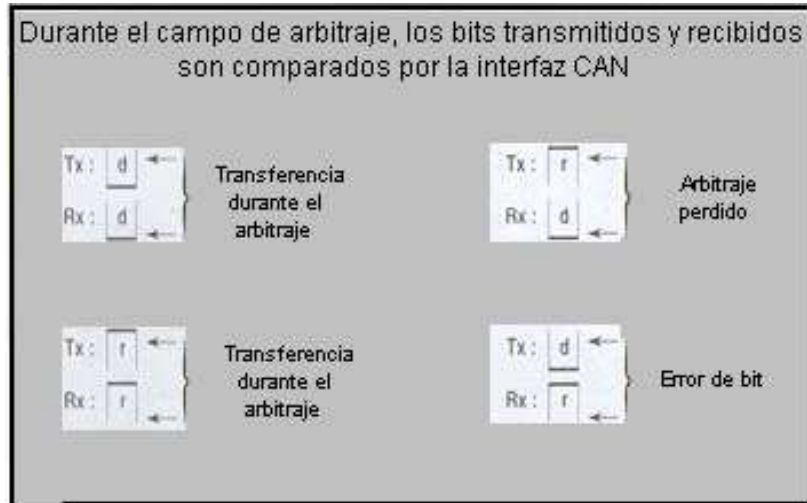 Durante el campo de arbitraje, los bits transmitidos y recibidos
son comparados por la interfaz CAN
Tx : d
Rx : d
Transferencia
durante el
arbitraje
Tx : r
Rx : d
Arbitraje
perdido
Tx : r
Rx : r
Transferencia
durante el
arbitraje
Tx : d
Rx : r
Error de bit